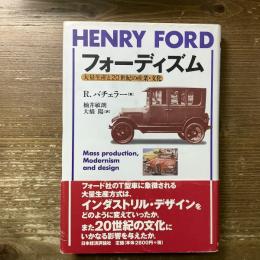 HENRY FORD
フォーディズム
大量生産と20世紀の産業・文化
R.バチェラー[著]
楠井敏朗
大橋 陽[訳]
Mass production,
Modernism
and design
フォード社のT型車に象徴される
大量生産方式は、
インダストリル・デザインを
どのように変えていったか、
また20世紀の文化に
いかなる影響を与えたか。
日本経済評論社 定価(本体2800円+税)